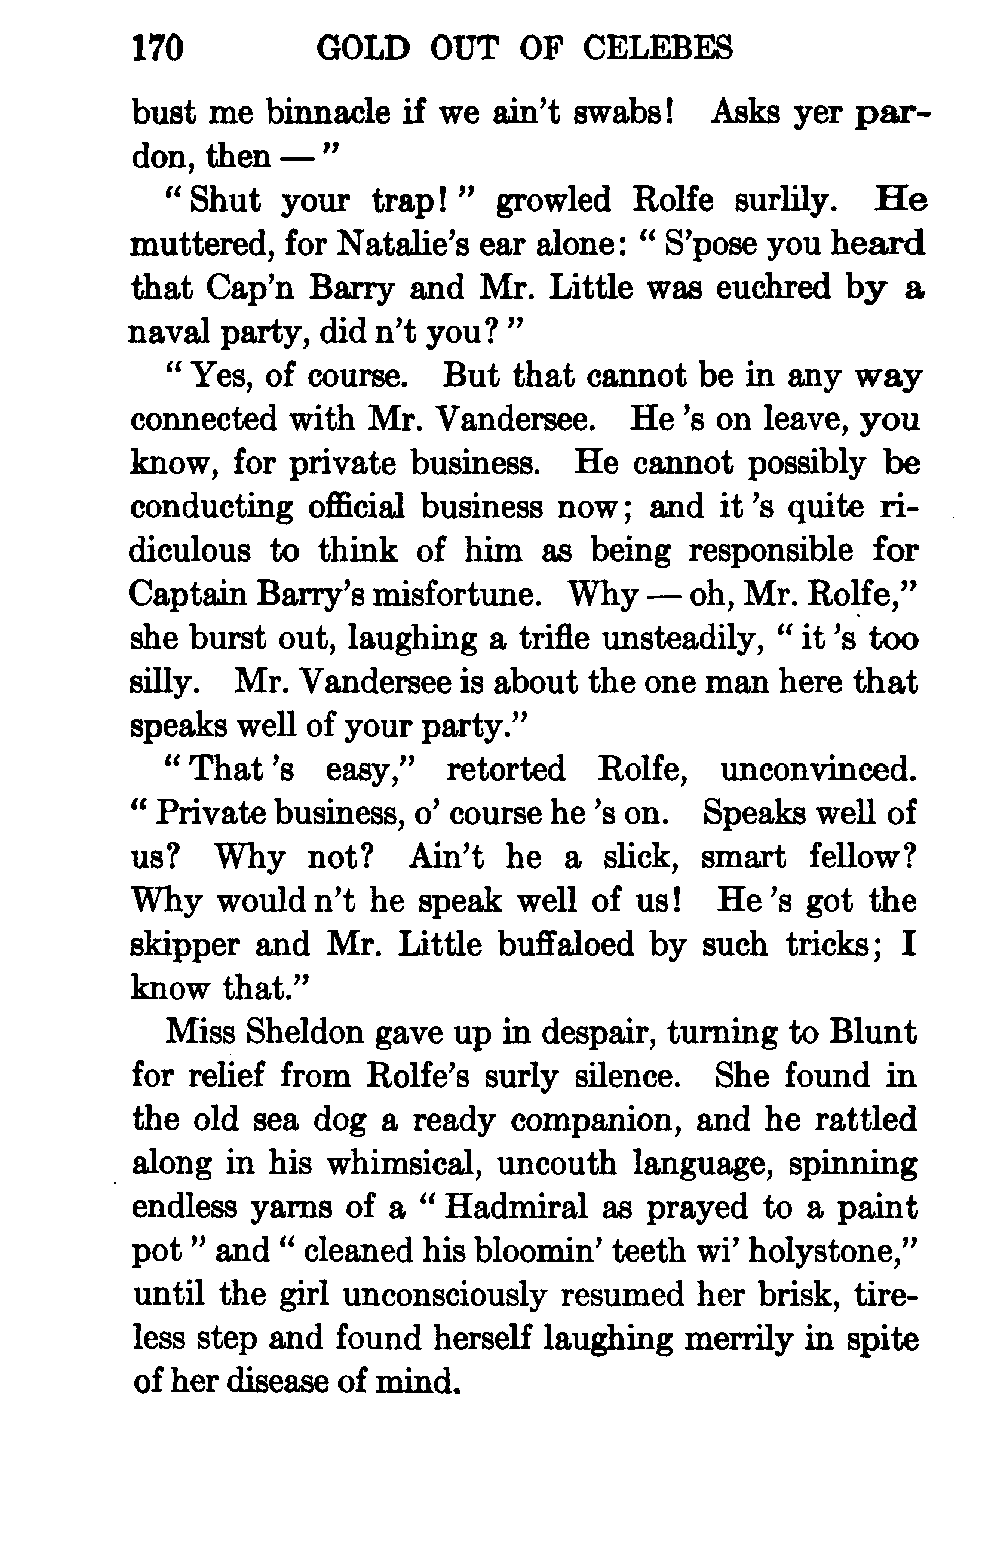 170 GOLD OUT OF CELEBES
bust me binnacle if we ain't swabs! Asks yer par-
don, then — "
" Shut your trap! " growled Rolfe surlily. He
muttered, for Natalie's ear alone: " S'pose you heard
that Cap'n Barry and Mr. Little was euchred by a
naval party, did n't you? "
" Yes, of course. But that cannot be in any way
connected with Mr. Vandersee. He 's on leave, you
know, for private business. He cannot possibly be
conducting official business now; and it 's quite ri-
diculous to think of him as being responsible for
Captain Barry's misfortune. Why — oh, Mr. Rolfe,"
she burst out, laughing a trifle unsteadily, " it 's too
silly. Mr. Vandersee is about the one man here that
speaks well of your party."
" That 's easy," retorted Rolfe, unconvinced.
" Private business, o' course he 's on. Speaks well of
us? Why not? Ain't he a slick, smart fellow?
Why would n't he speak well of us! He 's got the
skipper and Mr. Little buffaloed by such tricks; I
know that."
Miss Sheldon gave up in despair, turning to Blunt
for relief from Rolfe's surly silence. She found in
the old sea dog a ready companion, and he rattled
along in his whimsical, uncouth language, spinning
endless yarns of a " Hadmiral as prayed to a paint
pot " and " cleaned his bloomin' teeth wi' holystone,"
until the girl unconsciously resumed her brisk, tire-
less step and found herself laughing merrily in spite
of her disease of mind.